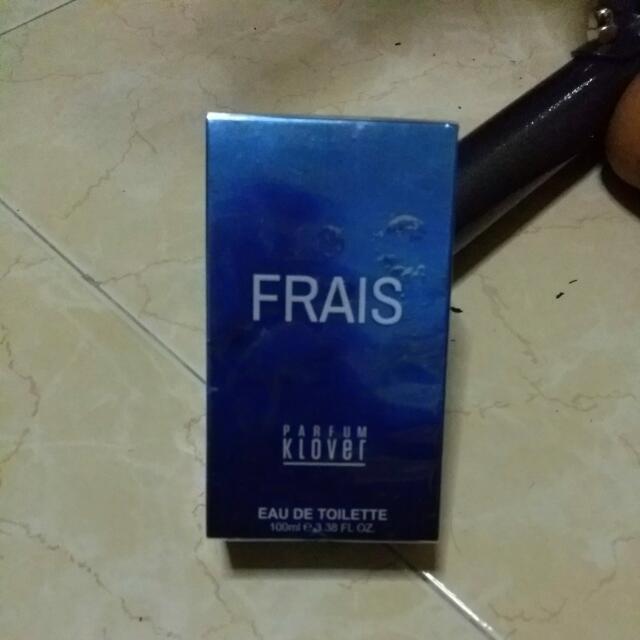 FRAIS
PARFUM
KLOVer
EAU DE TOILETTE
100ml e 3.38 FL OZ.